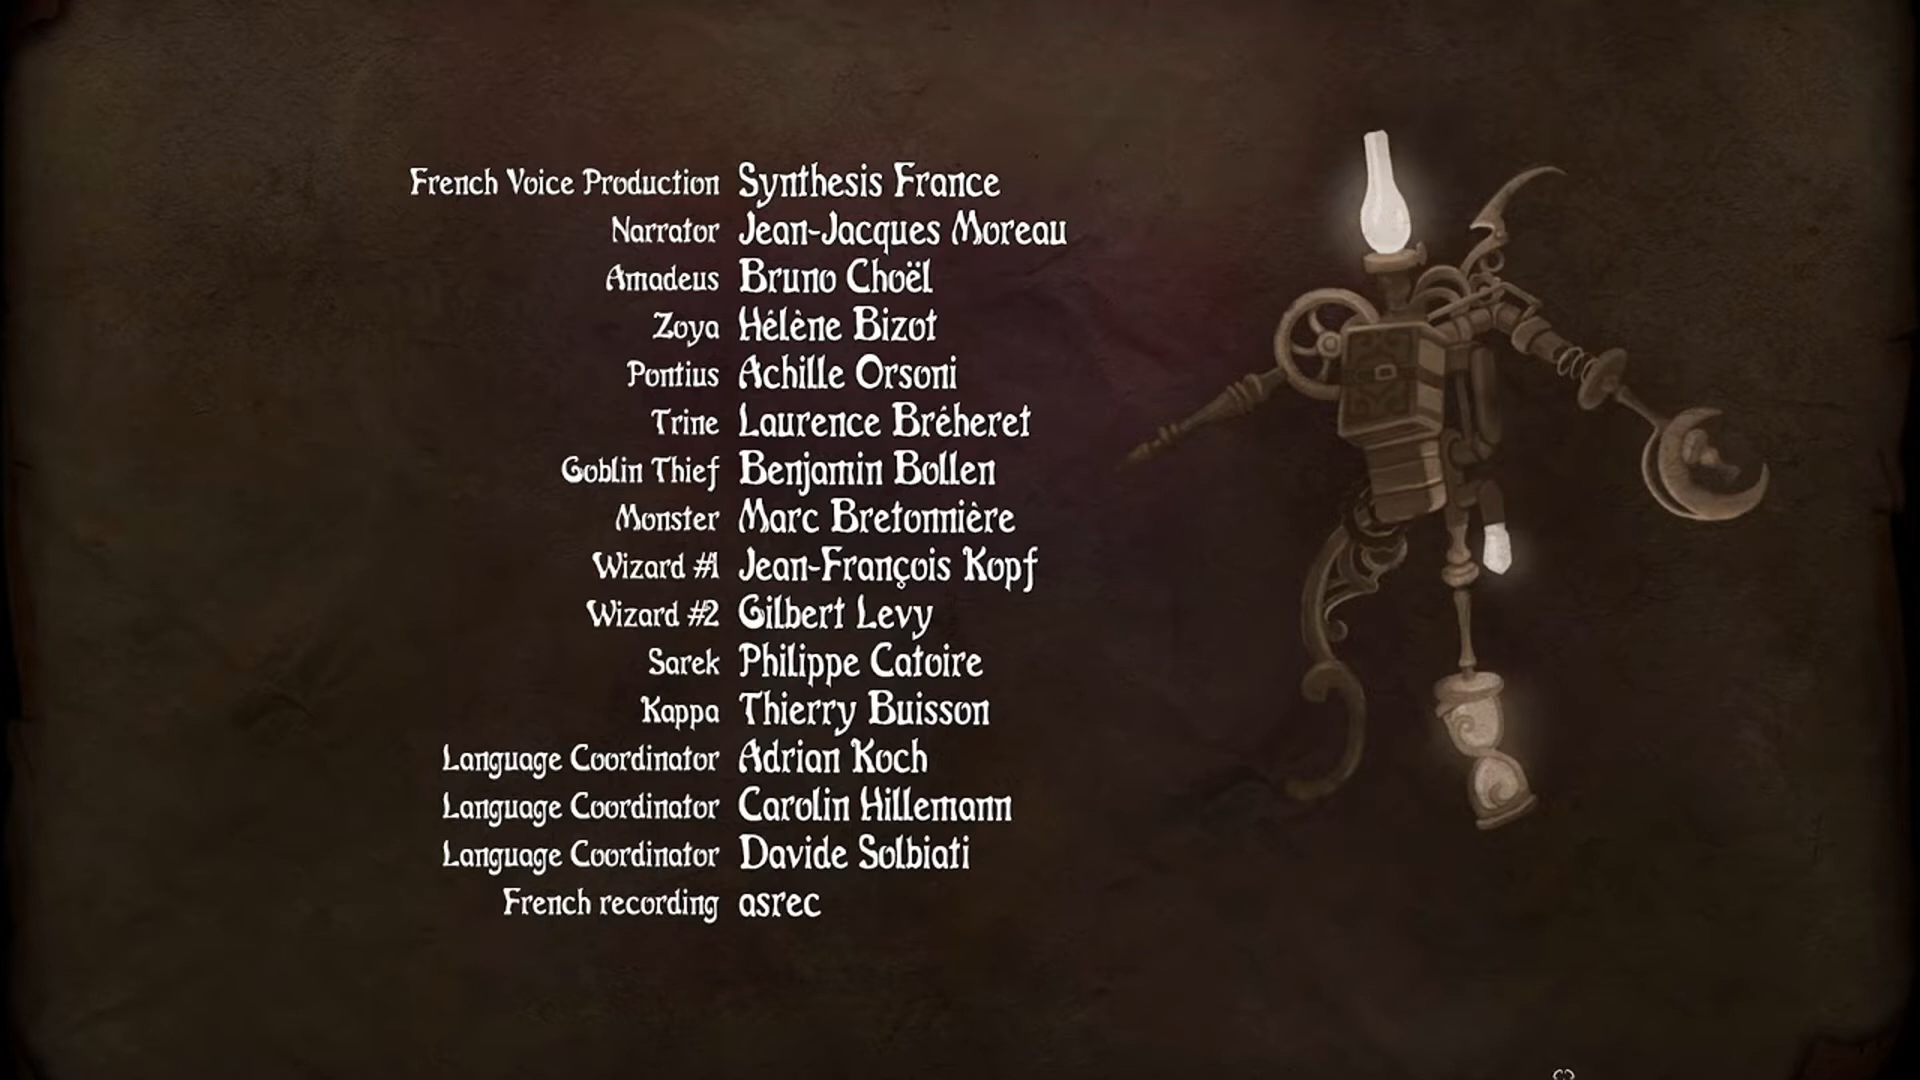 French Voice Production Synthesis France
Narrator Jean-Jacques Moreau
Amadeus Bruno Choël
Zoya Hélène Bizot
Pontius Achille Orsoni
Trine Laurence Bréheret
Goblin Thief Benjamin Bollen
Monster Marc Bretonnière
Wizard #1 Jean-François Kopf
Wizard #2 Gilbert Levy
Sarek Philippe Catoire
Kappa Thierry Buisson
Language Coordinator Adrian Koch
Language Coordinator Carolin Hillemann
Language Coordinator Davide Solbiati
French recording asrec